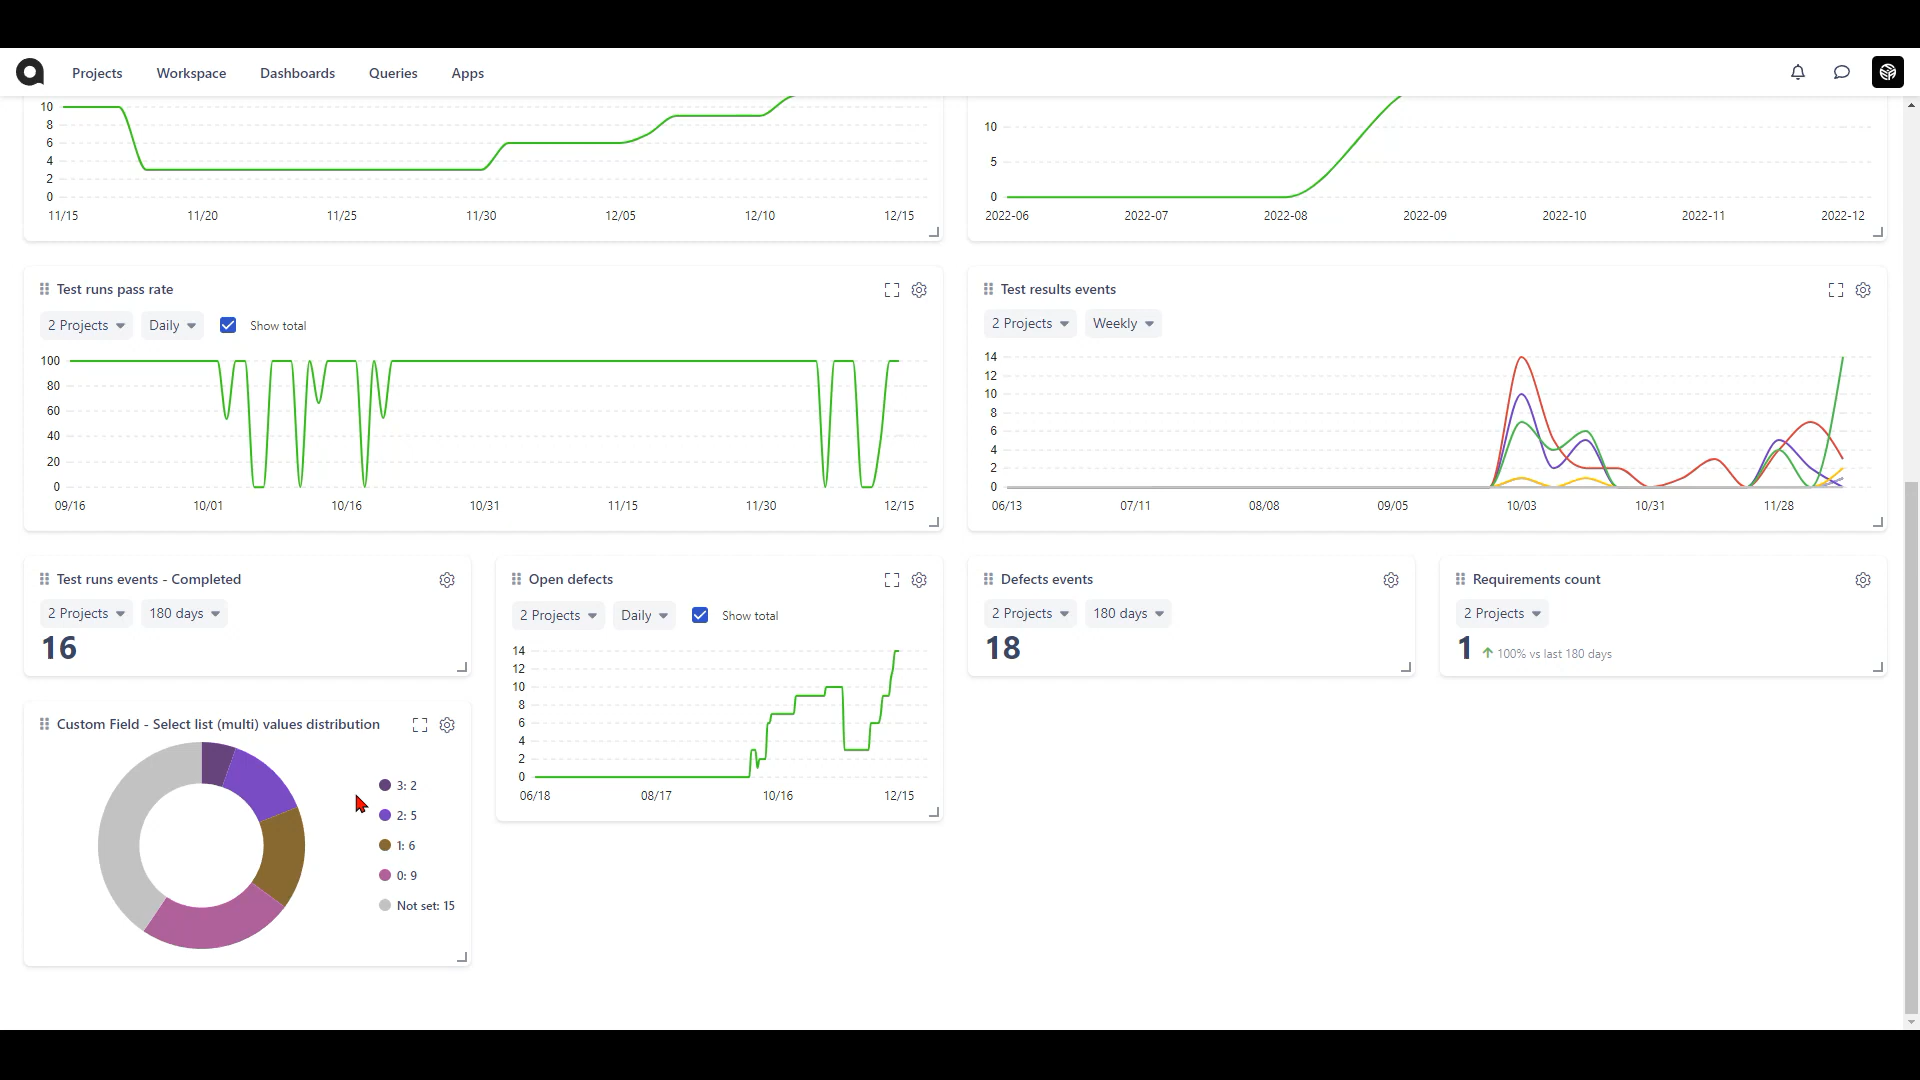 Projects Workspace Dashboards Queries Apps
10
8
6
4
2
0
11/15 11/20 11/25 11/30 12/05 12/10 12/15
10
5
0
2022-06 2022-07 2022-08 2022-09 2022-10 2022-11 2022-12
Test runs pass rate
2 Projects Daily Show total
100
80
60
40
20
0
09/16 10/01 10/16 10/31 11/15 11/30 12/15
Test results events
2 Projects Weekly
14
12
10
8
6
4
2
0
06/13 07/11 08/08 09/05 10/03 10/31 11/28
Test runs events - Completed
2 Projects 180 days
16
Open defects
2 Projects Daily Show total
14
12
10
8
6
4
2
0
06/18 08/17 10/16 12/15
Defects events
2 Projects 180 days
18
Requirements count
2 Projects
1 100% vs last 180 days
Custom Field - Select list (multi) values distribution
3: 2
2: 5
1: 6
0: 9
Not set: 15